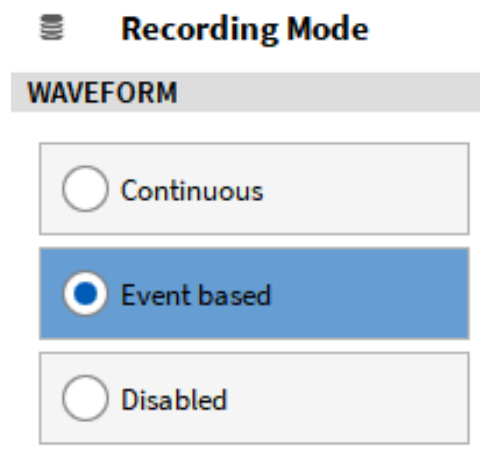 Recording Mode
WAVEFORM
Continuous
Event based
Disabled